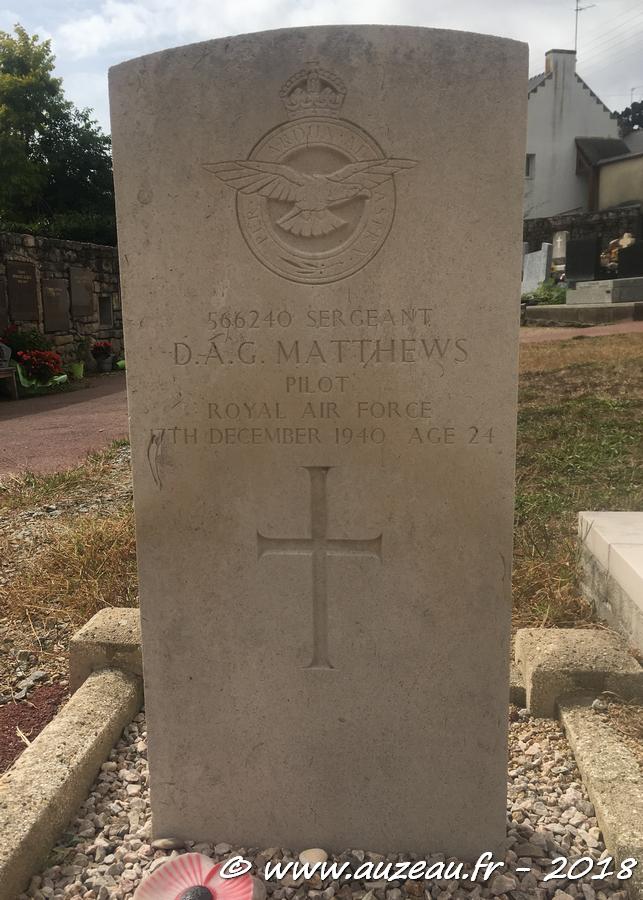 PER ARDUA AD ASTRA
566240 SERGEANT
D.A.G. MATTHEWS
PILOT
ROYAL AIR FORCE
17TH DECEMBER 1940 AGE 24
© www.auzeau.fr - 2018